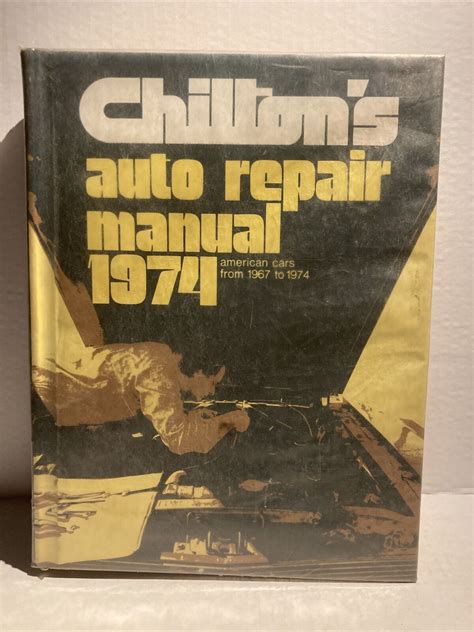 Chilton's
auto repair
manual
1974
american cars
from 1967 to 1974